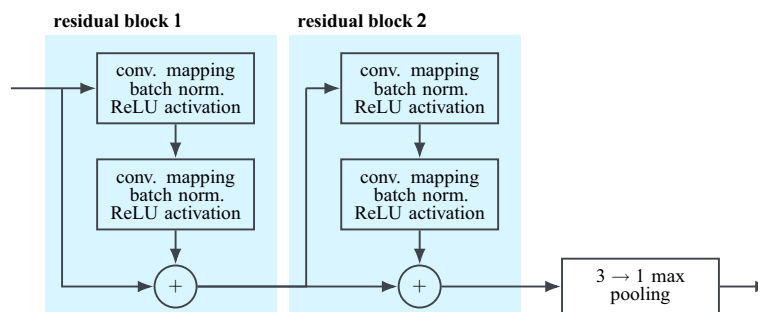 residual block 1
conv. mapping
batch norm.
ReLU activation
conv. mapping
batch norm.
ReLU activation
+
residual block 2
conv. mapping
batch norm.
ReLU activation
conv. mapping
batch norm.
ReLU activation
+
3 → 1 max
pooling